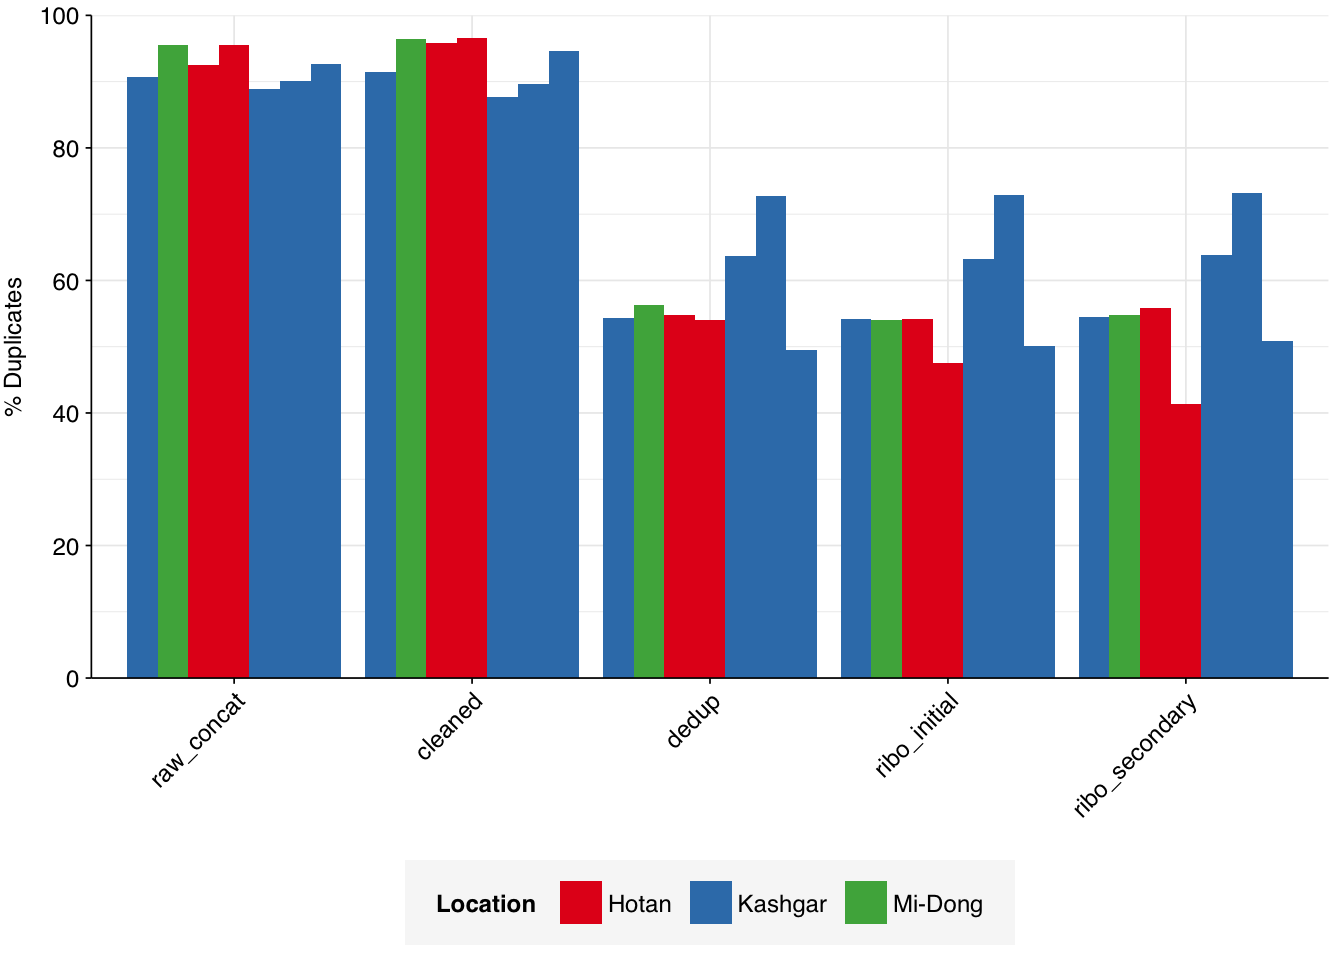 % Duplicates
100
80
60
40
20
0
raw_concat
cleaned
dedup
ribo_initial
ribo_secondary
Location Hotan Kashgar Mi-Dong